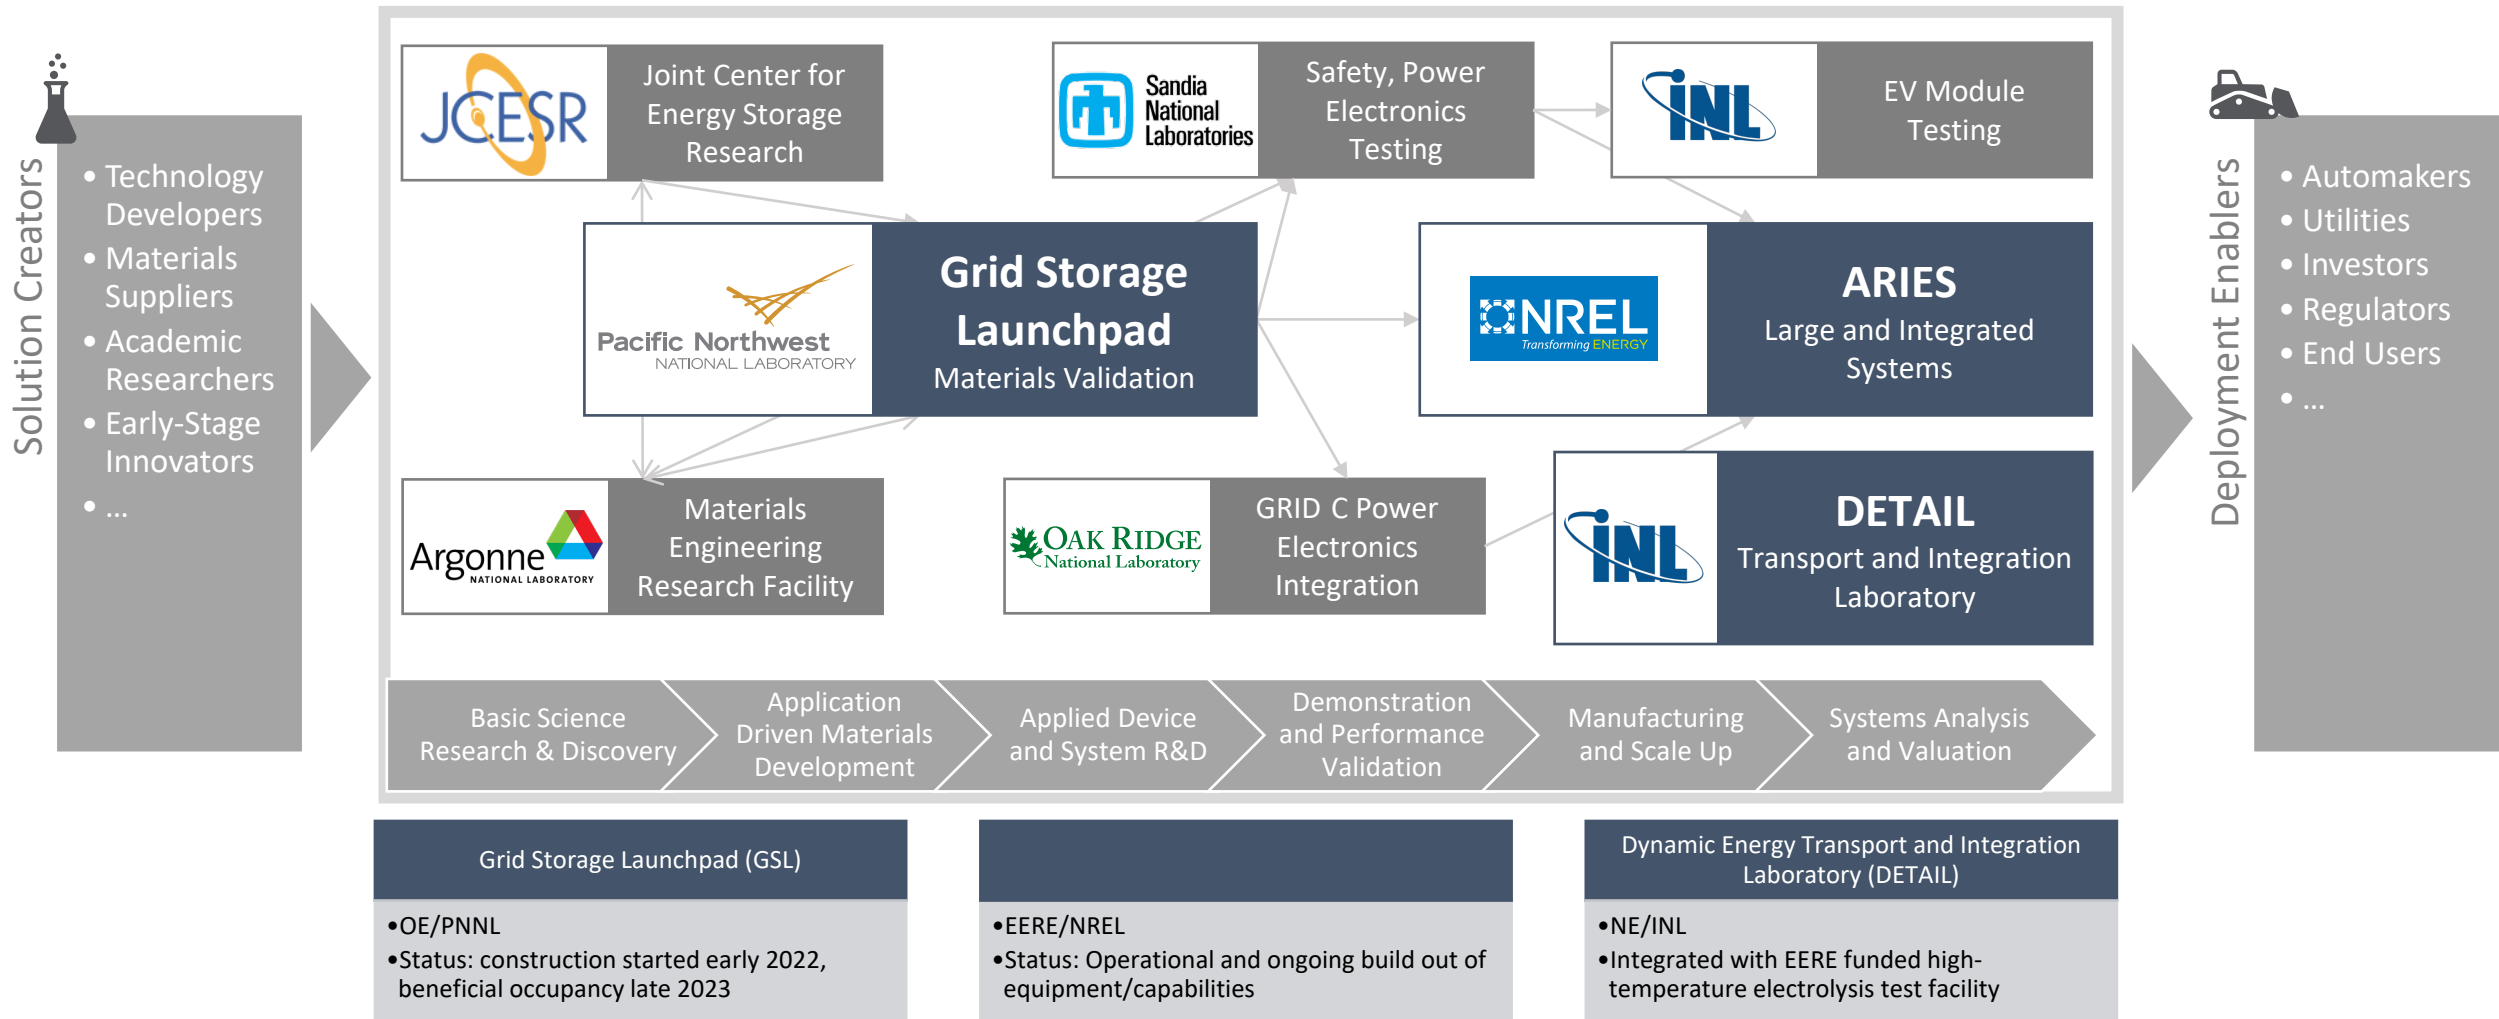 Solution Creators
• Technology
Developers
• Materials
Suppliers
• Academic
Researchers
• Early-Stage
Innovators
• ...
JCESR
Joint Center for
Energy Storage
Research
Sandia
National
Laboratories
Safety, Power
Electronics
Testing
INL
EV Module
Testing
Pacific Northwest
NATIONAL LABORATORY
Grid Storage
Launchpad
Materials Validation
NREL
Transforming ENERGY
ARIES
Large and Integrated
Systems
Argonne
NATIONAL LABORATORY
Materials
Engineering
Research Facility
OAK RIDGE
National Laboratory
GRID C Power
Electronics
Integration
INL
DETAIL
Transport and Integration
Laboratory
Basic Science
Research & Discovery
Application
Driven Materials
Development
Applied Device
and System R&D
Demonstration
and Performance
Validation
Manufacturing
and Scale Up
Systems Analysis
and Valuation
Deployment Enablers
• Automakers
• Utilities
• Investors
• Regulators
• End Users
• ...
Grid Storage Launchpad (GSL)
•OE/PNNL
•Status: construction started early 2022,
beneficial occupancy late 2023
•EERE/NREL
•Status: Operational and ongoing build out of
equipment/capabilities
Dynamic Energy Transport and Integration
Laboratory (DETAIL)
•NE/INL
•Integrated with EERE funded high-
temperature electrolysis test facility